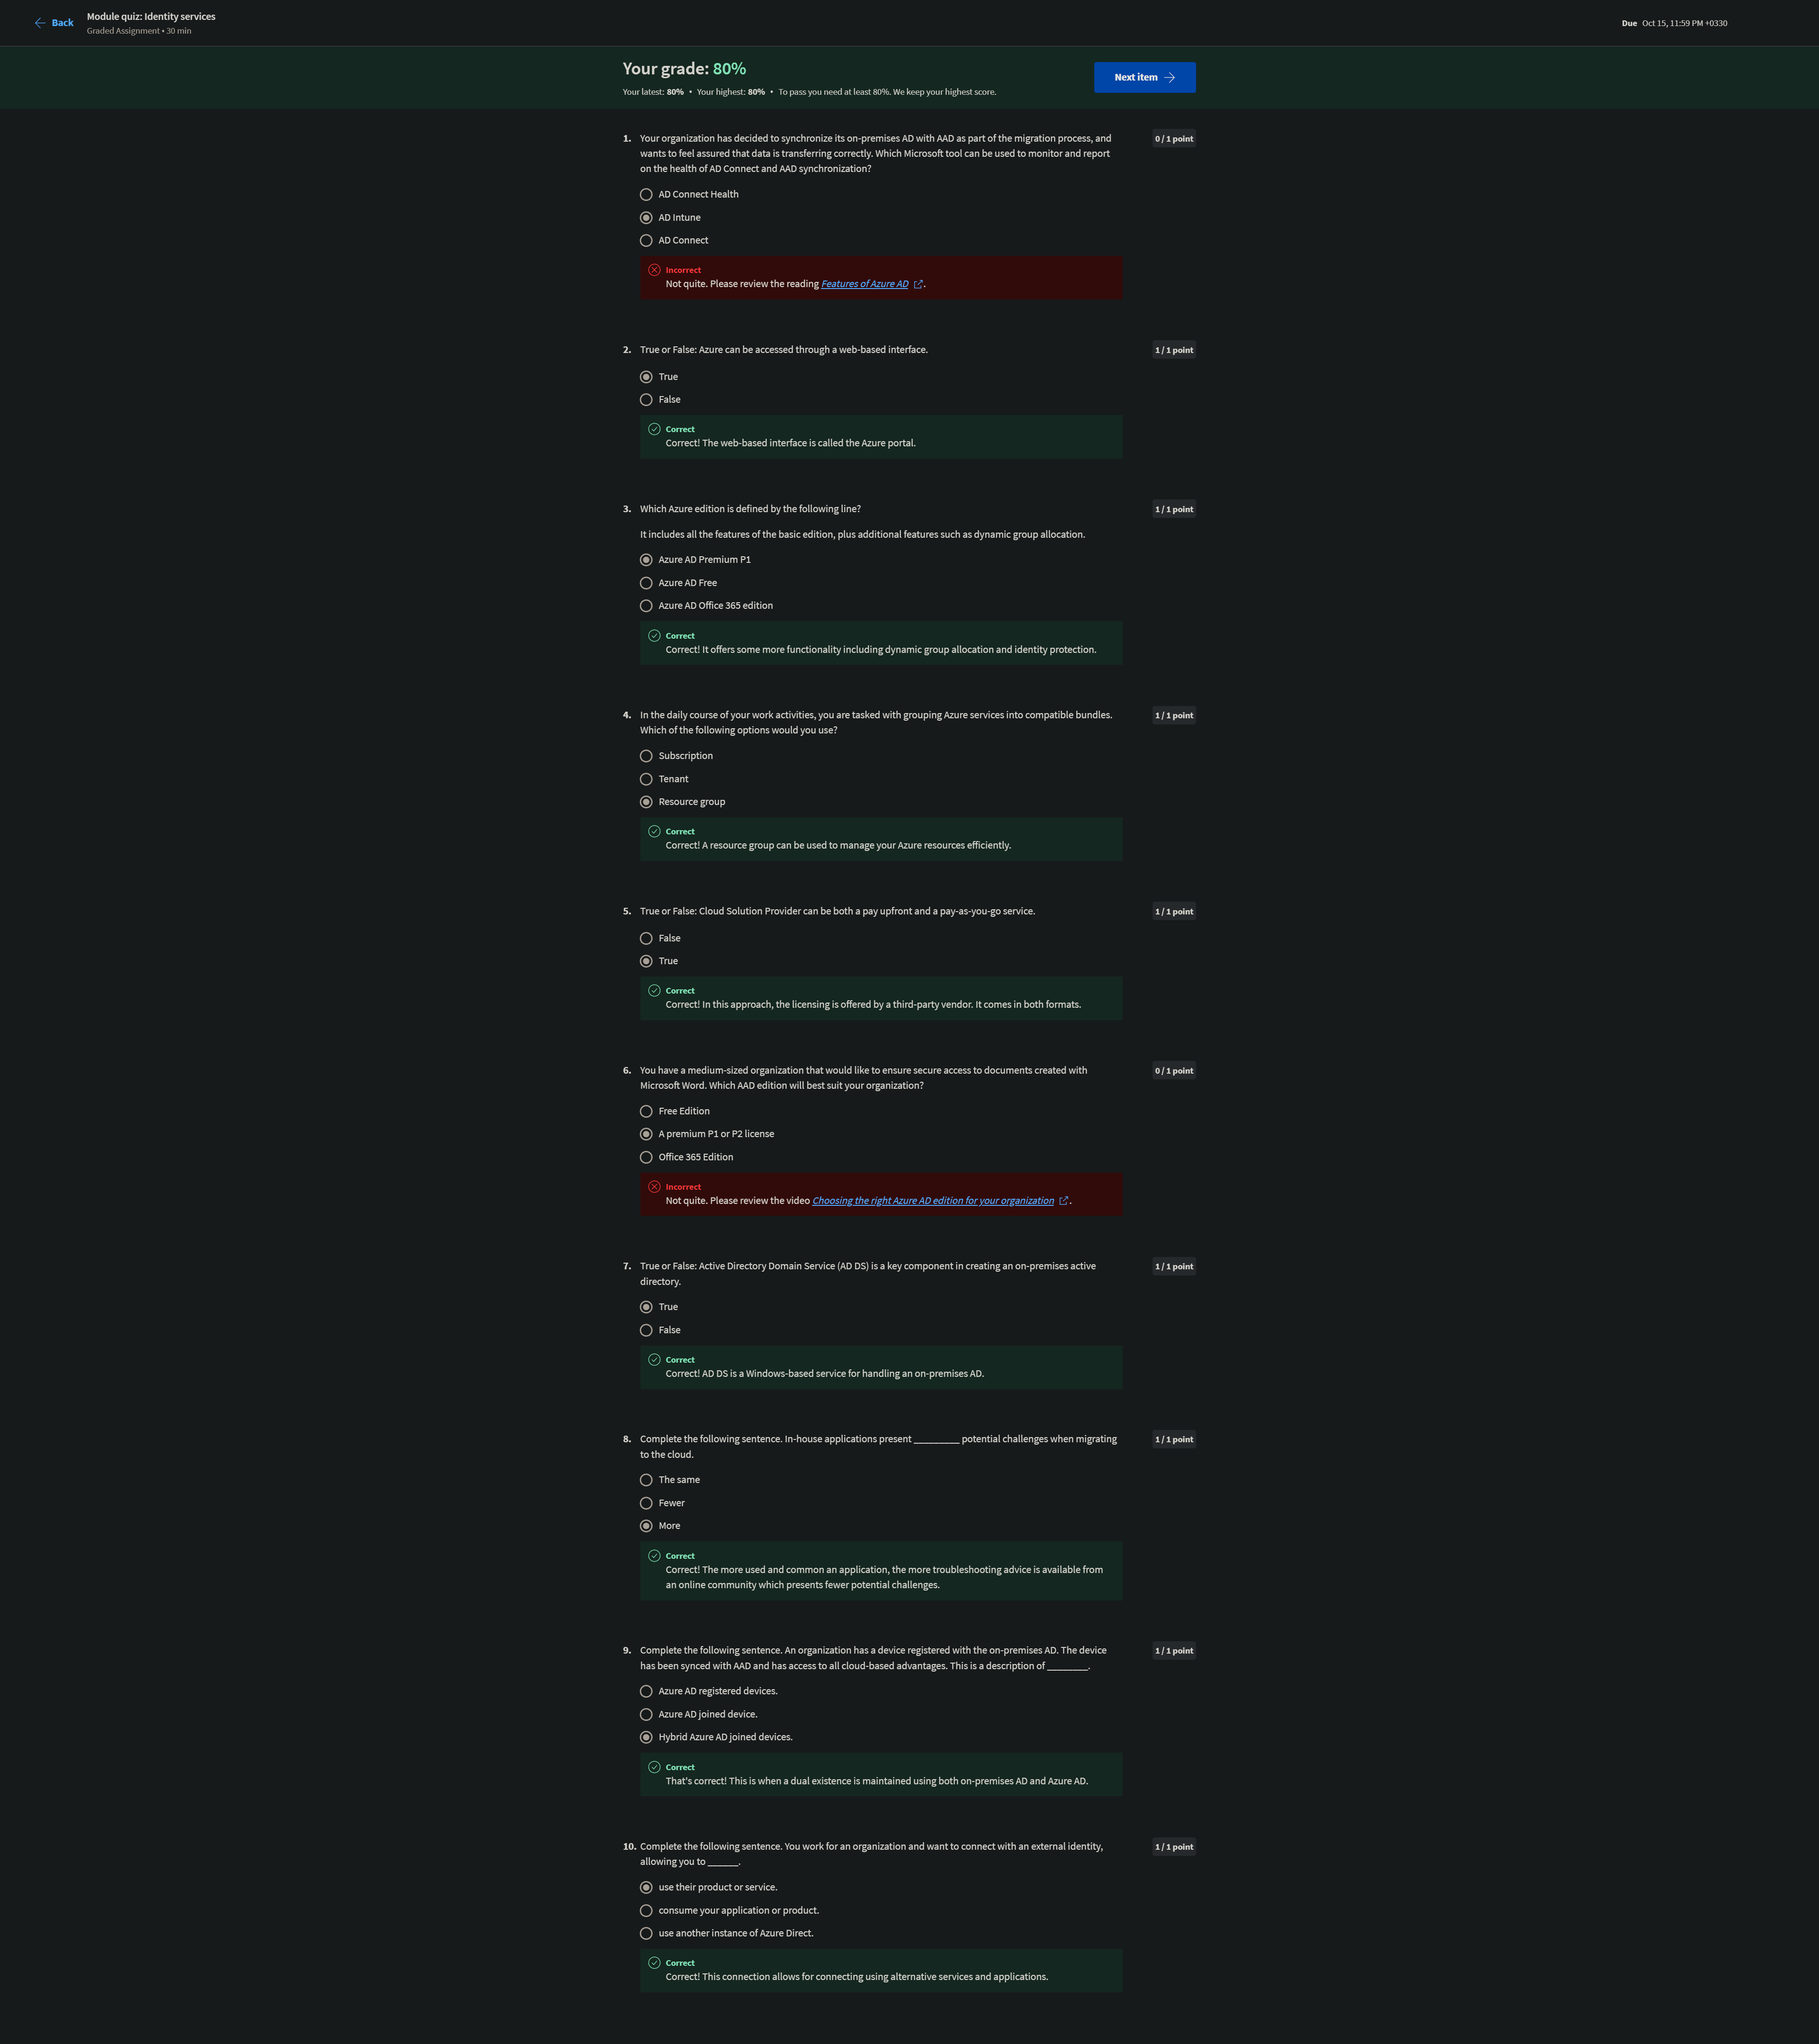 Back
Module quiz: Identity services
Graded Assignment • 30 min
Due Oct 15, 11:59 PM +0330
Your grade: 80%
Your latest: 80% • Your highest: 80% • To pass you need at least 80%. We keep your highest score.
Next item
1. Your organization has decided to synchronize its on-premises AD with AAD as part of the migration process, and
wants to feel assured that data is transferring correctly. Which Microsoft tool can be used to monitor and report
on the health of AD Connect and AAD synchronization?
0 / 1 point
AD Connect Health
AD Intune
AD Connect
Incorrect
Not quite. Please review the reading Features of Azure AD.
2. True or False: Azure can be accessed through a web-based interface.
1 / 1 point
True
False
Correct
Correct! The web-based interface is called the Azure portal.
3. Which Azure edition is defined by the following line?
1 / 1 point
It includes all the features of the basic edition, plus additional features such as dynamic group allocation.
Azure AD Premium P1
Azure AD Free
Azure AD Office 365 edition
Correct
Correct! It offers some more functionality including dynamic group allocation and identity protection.
4. In the daily course of your work activities, you are tasked with grouping Azure services into compatible bundles.
Which of the following options would you use?
1 / 1 point
Subscription
Tenant
Resource group
Correct
Correct! A resource group can be used to manage your Azure resources efficiently.
5. True or False: Cloud Solution Provider can be both a pay upfront and a pay-as-you-go service.
1 / 1 point
False
True
Correct
Correct! In this approach, the licensing is offered by a third-party vendor. It comes in both formats.
6. You have a medium-sized organization that would like to ensure secure access to documents created with
Microsoft Word. Which AAD edition will best suit your organization?
0 / 1 point
Free Edition
A premium P1 or P2 license
Office 365 Edition
Incorrect
Not quite. Please review the video Choosing the right Azure AD edition for your organization.
7. True or False: Active Directory Domain Service (AD DS) is a key component in creating an on-premises active
directory.
1 / 1 point
True
False
Correct
Correct! AD DS is a Windows-based service for handling an on-premises AD.
8. Complete the following sentence. In-house applications present _________ potential challenges when migrating
to the cloud.
1 / 1 point
The same
Fewer
More
Correct
Correct! The more used and common an application, the more troubleshooting advice is available from
an online community which presents fewer potential challenges.
9. Complete the following sentence. An organization has a device registered with the on-premises AD. The device
has been synced with AAD and has access to all cloud-based advantages. This is a description of ________.
1 / 1 point
Azure AD registered devices.
Azure AD joined device.
Hybrid Azure AD joined devices.
Correct
That's correct! This is when a dual existence is maintained using both on-premises AD and Azure AD.
10. Complete the following sentence. You work for an organization and want to connect with an external identity,
allowing you to ______.
1 / 1 point
use their product or service.
consume your application or product.
use another instance of Azure Direct.
Correct
Correct! This connection allows for connecting using alternative services and applications.